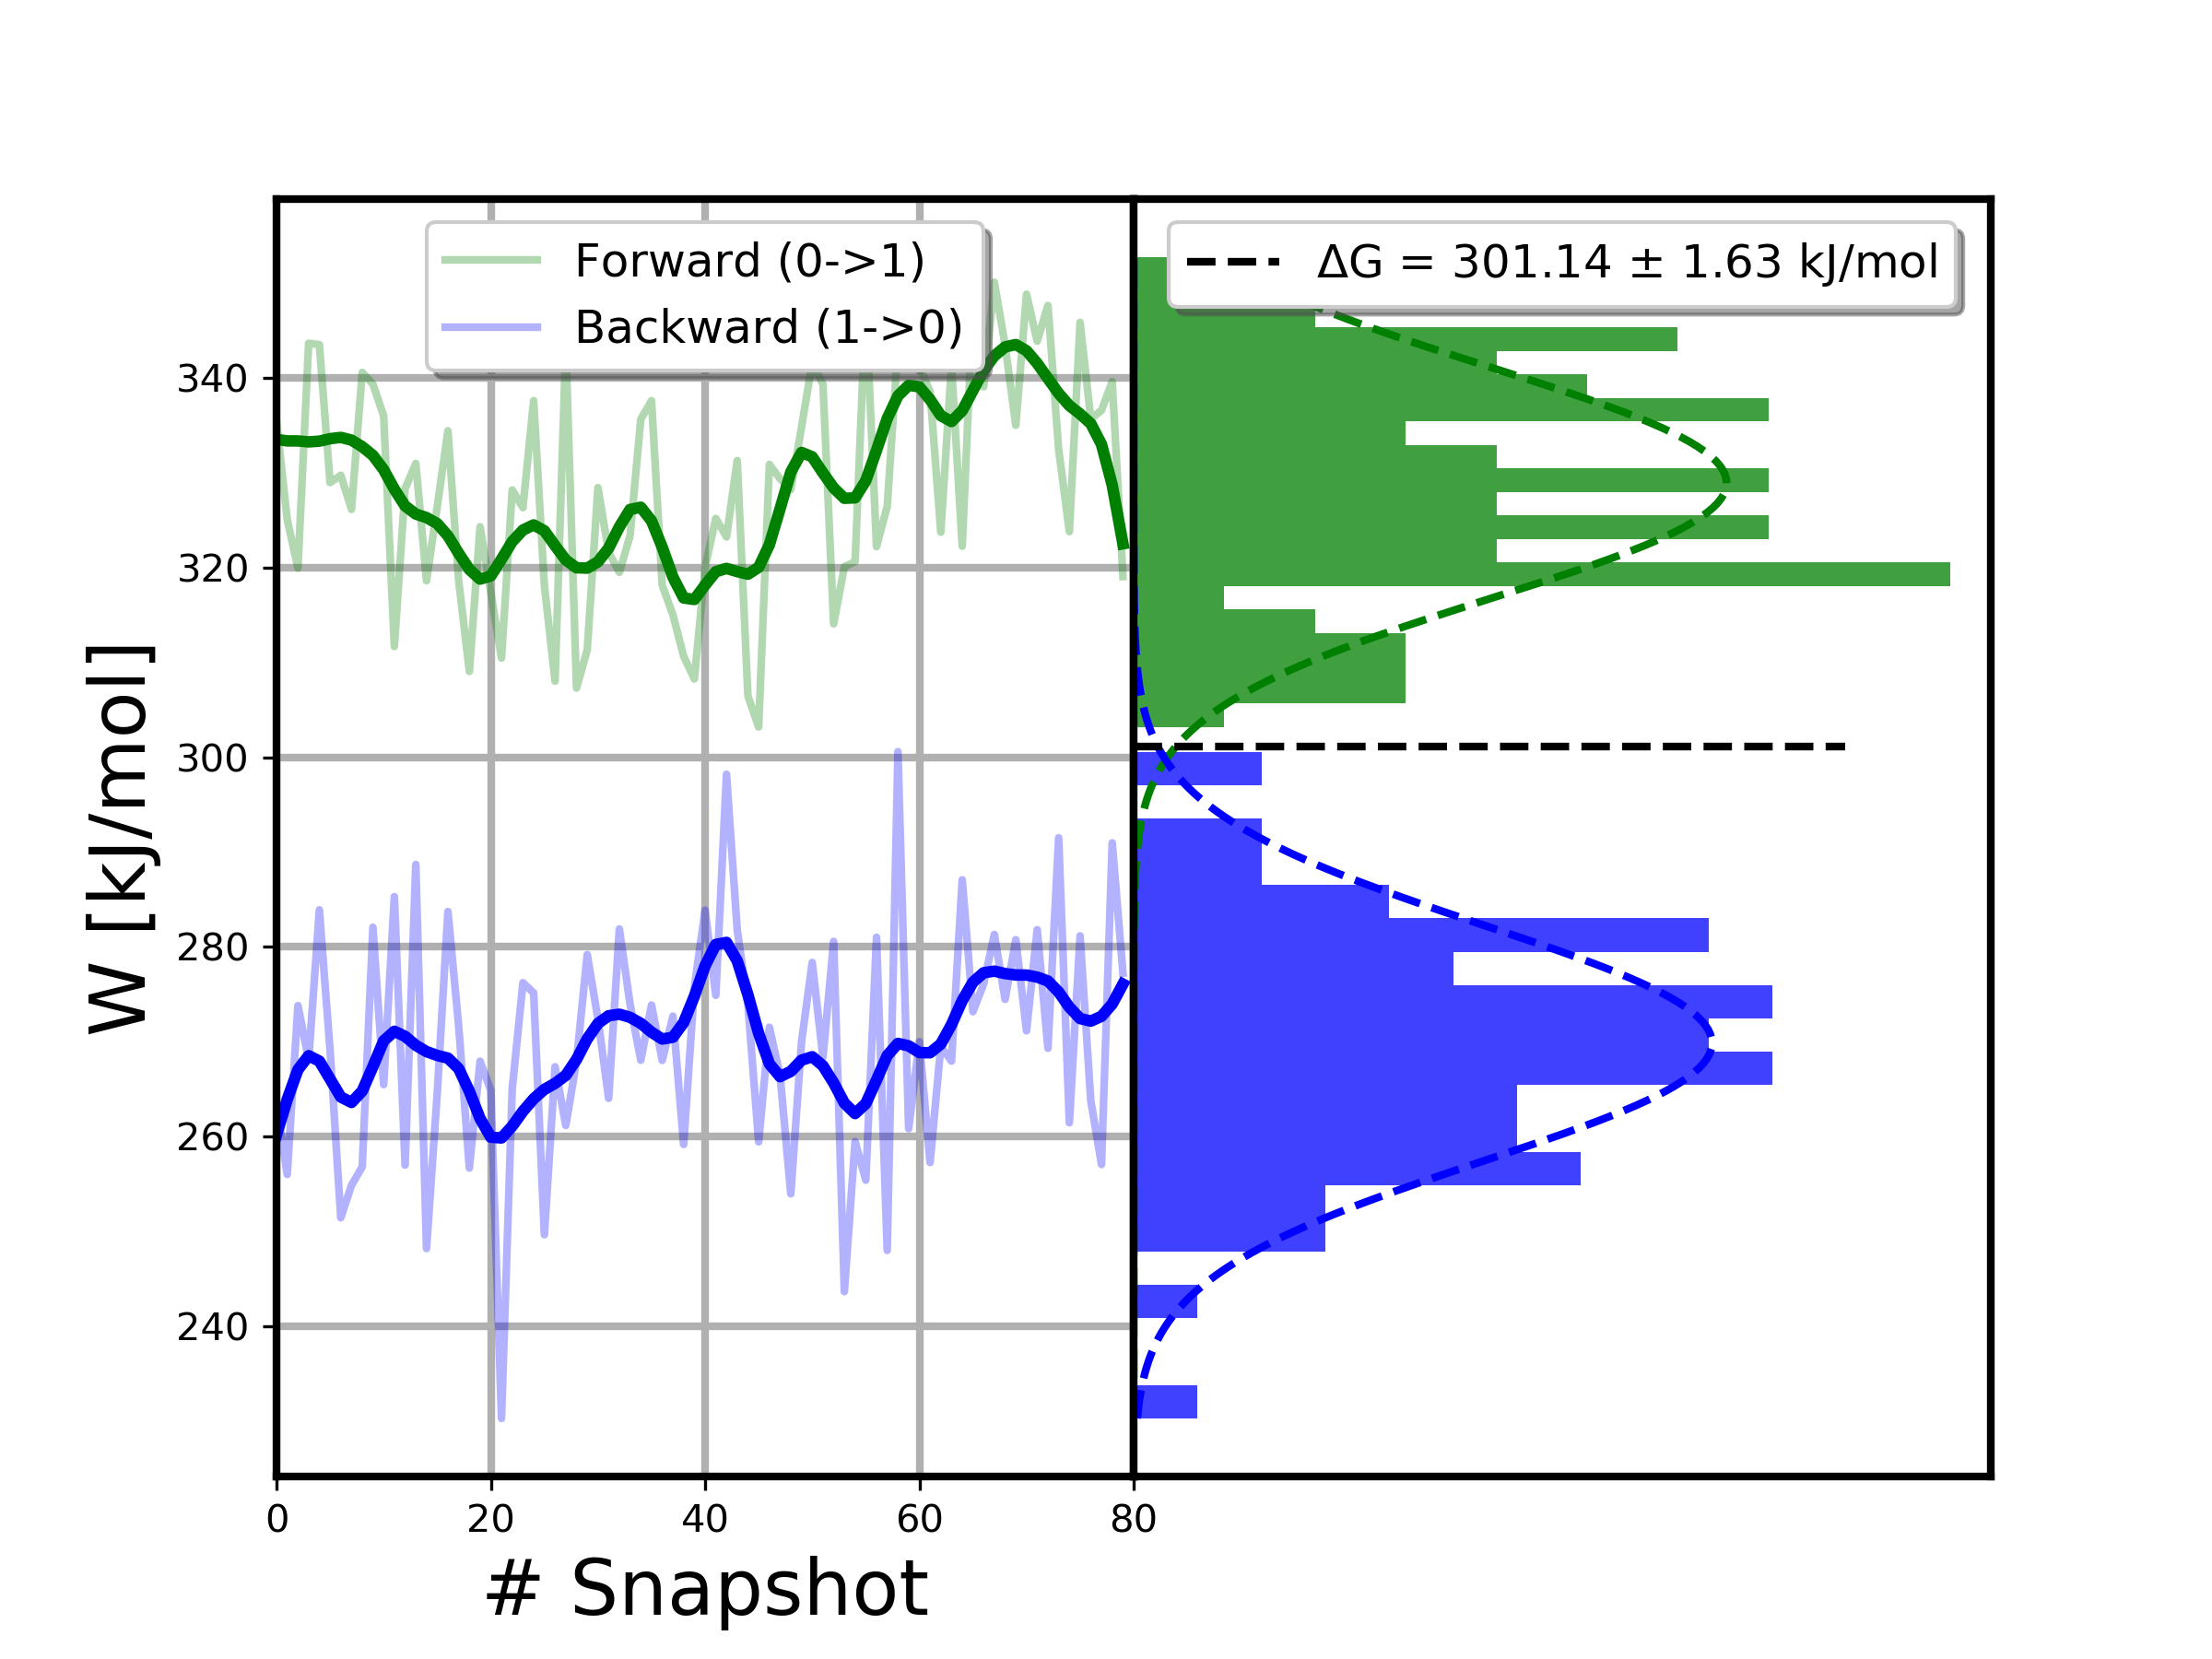 Forward (0->1)
Backward (1->0)
ΔG = 301.14 ± 1.63 kJ/mol
W [kJ/mol]
340
320
300
280
260
240
0 20 40 60 80
# Snapshot